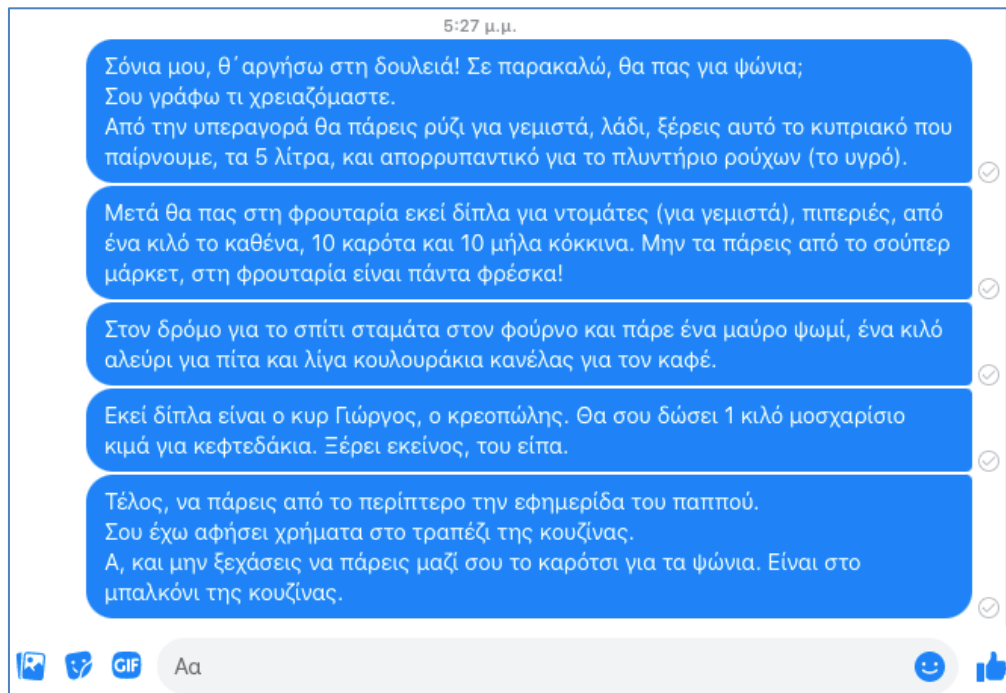 5:27 μ.μ.
Σόνια μου, θ΄αργήσω στη δουλειά! Σε παρακαλώ, θα πας για ψώνια;
Σου γράφω τι χρειαζόμαστε.
Από την υπεραγορά θα πάρεις ρύζι για γεμιστά, λάδι, ξέρεις αυτό το κυπριακό που
παίρνουμε, τα 5 λίτρα, και απορρυπαντικό για το πλυντήριο ρούχων (το υγρό).
Μετά θα πας στη φρουταρία εκεί δίπλα για ντομάτες (για γεμιστά), πιπεριές, από
ένα κιλό το καθένα, 10 καρότα και 10 μήλα κόκκινα. Μην τα πάρεις από το σούπερ
μάρκετ, στη φρουταρία είναι πάντα φρέσκα!
Στον δρόμο για το σπίτι σταμάτα στον φούρνο και πάρε ένα μαύρο ψωμί, ένα κιλό
αλεύρι για πίτα και λίγα κουλουράκια κανέλας για τον καφέ.
Εκεί δίπλα είναι ο κυρ Γιώργος, ο κρεοπώλης. Θα σου δώσει 1 κιλό μοσχαρίσιο
κιμά για κεφτεδάκια. Ξέρει εκείνος, του είπα.
Τέλος, να πάρεις από το περίπτερο την εφημερίδα του παππού.
Σου έχω αφήσει χρήματα στο τραπέζι της κουζίνας.
Α, και μην ξεχάσεις να πάρεις μαζί σου το καρότσι για τα ψώνια. Είναι στο
μπαλκόνι της κουζίνας.
GIF Αα